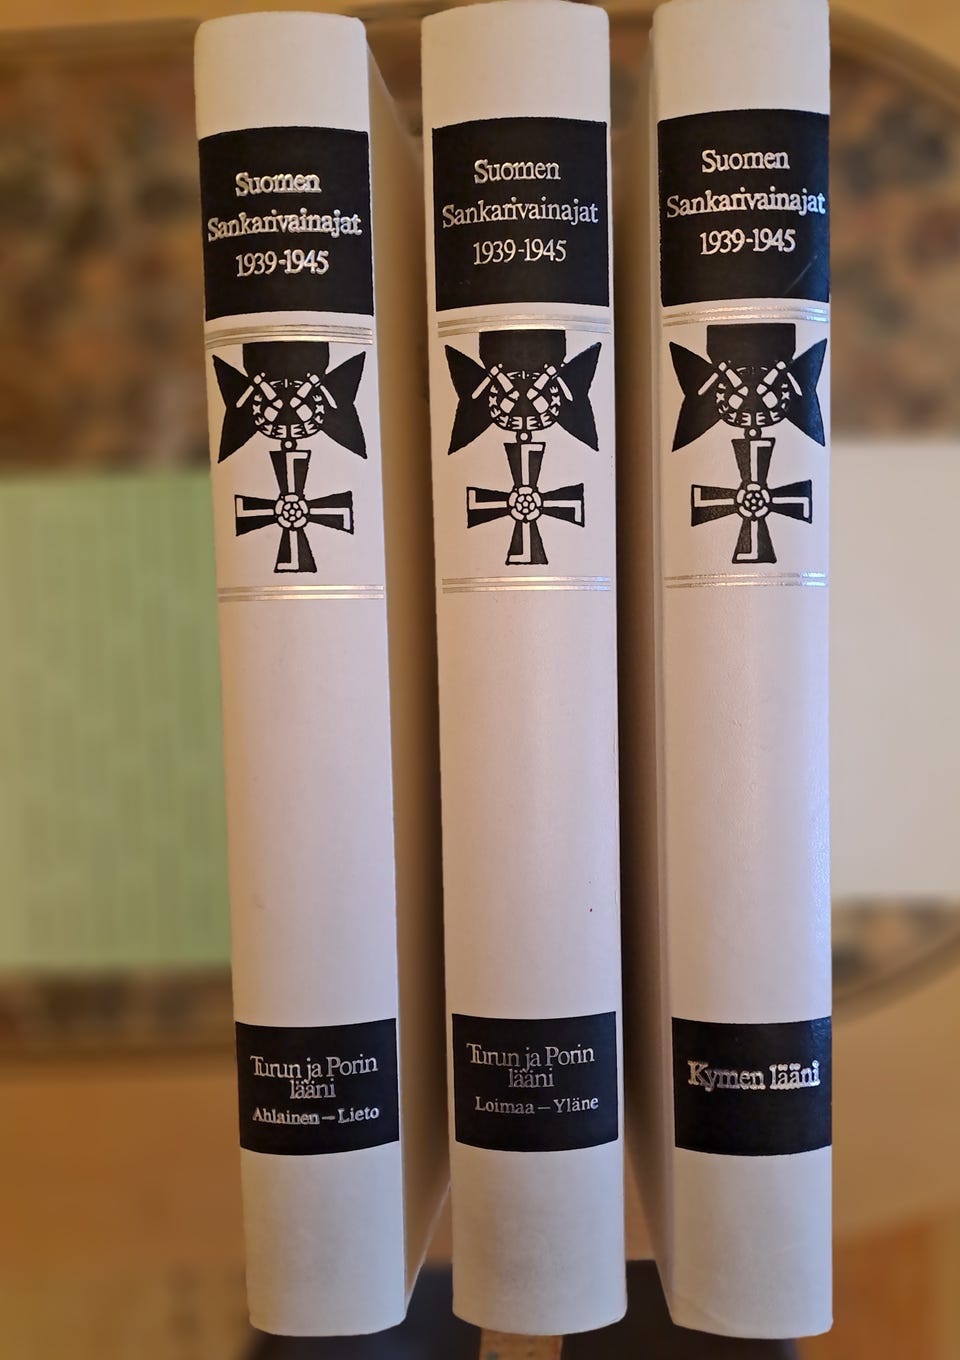 Suomen
Sankarivainajat
1939-1945
Turun ja Porin
lääni
Ahlainen – Lieto
Suomen
Sankarivainajat
1939-1945
Turun ja Porin
lääni
Loimaa – Yläne
Suomen
Sankarivainajat
1939-1945
Kymen lääni